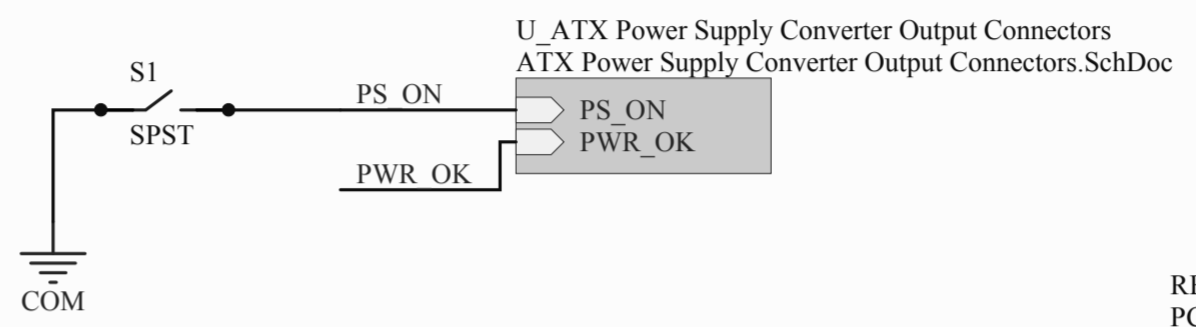 U_ATX Power Supply Converter Output Connectors
ATX Power Supply Converter Output Connectors.SchDoc
S1
SPST
PS_ON
PS_ON
PWR_OK
PWR_OK
COM